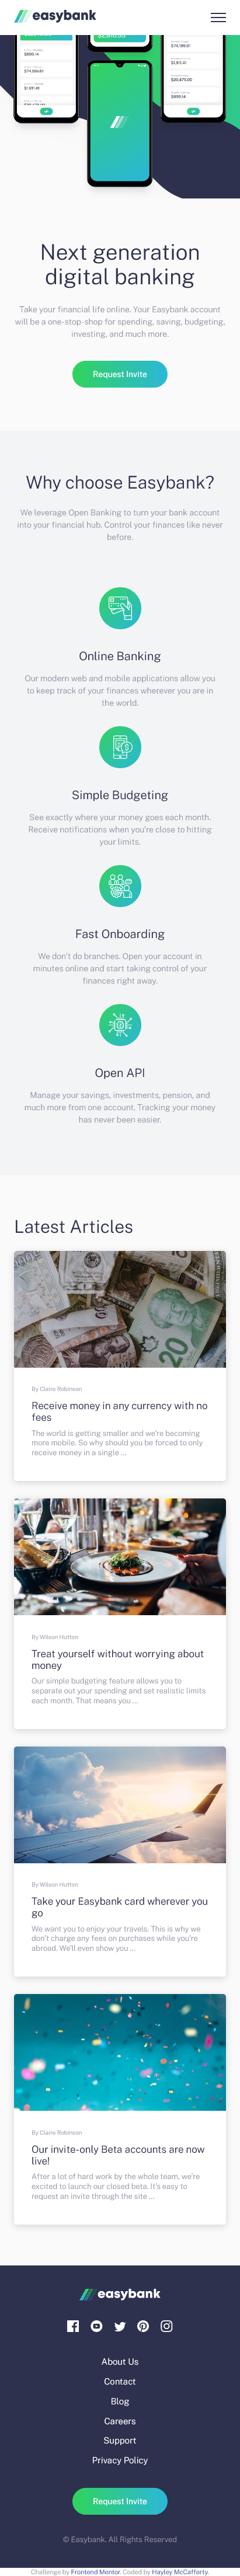 easybank
Next generation
digital banking
Take your financial life online. Your Easybank account
will be a one-stop-shop for spending, saving, budgeting,
investing, and much more.
Request Invite
Why choose Easybank?
We leverage Open Banking to turn your bank account
into your financial hub. Control your finances like never
before.
Online Banking
Our modern web and mobile applications allow you
to keep track of your finances wherever you are in
the world.
Simple Budgeting
See exactly where your money goes each month.
Receive notifications when you're close to hitting
your limits.
Fast Onboarding
We don't do branches. Open your account in
minutes online and start taking control of your
finances right away.
Open API
Manage your savings, investments, pension, and
much more from one account. Tracking your money
has never been easier.
Latest Articles
By Claire Robinson
Receive money in any currency with no
fees
The world is getting smaller and we're becoming
more mobile. So why should you be forced to only
receive money in a single ...
By Wilson Hutton
Treat yourself without worrying about
money
Our simple budgeting feature allows you to
separate out your spending and set realistic limits
each month. That means you ...
By Wilson Hutton
Take your Easybank card wherever you
go
We want you to enjoy your travels. This is why we
don't charge any fees on purchases while you're
abroad. We'll even show you ...
By Claire Robinson
Our invite-only Beta accounts are now
live!
After a lot of hard work by the whole team, we're
excited to launch our closed beta. It's easy to
request an invite through the site ...
easybank
About Us
Contact
Blog
Careers
Support
Privacy Policy
Request Invite
© Easybank. All Rights Reserved
Challenge by Frontend Mentor. Coded by Hayley McCafferty.